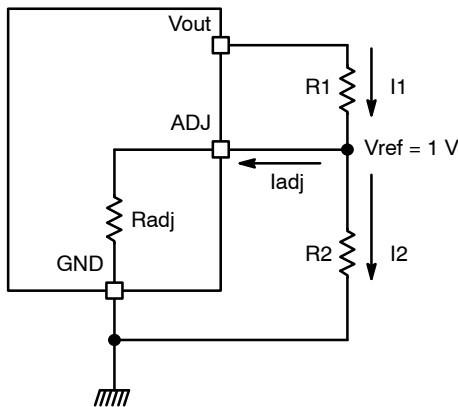 Vout
R1
I1
ADJ
Vref = 1 V
Iadj
Radj
GND
R2
I2